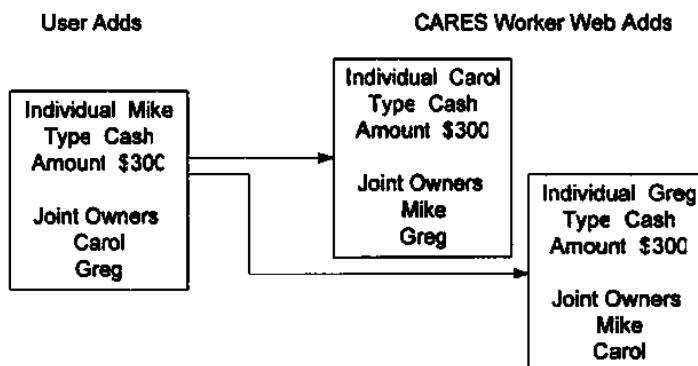 User Adds
CARES Worker Web Adds
Individual Mike
Type Cash
Amount $300
Joint Owners
Carol
Greg
Individual Carol
Type Cash
Amount $300
Joint Owners
Mike
Greg
Individual Greg
Type Cash
Amount $300
Joint Owners
Mike
Carol